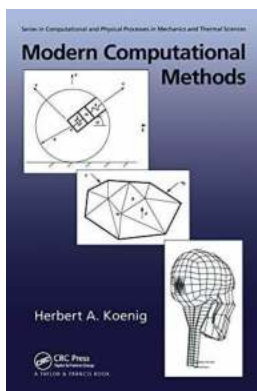 Series in Computational and Physical Processes in Mechanics and Thermal Sciences
Modern Computational
Methods
Herbert A. Koenig
CRC Press
Taylor & Francis Group
A TAYLOR & FRANCIS BOOK